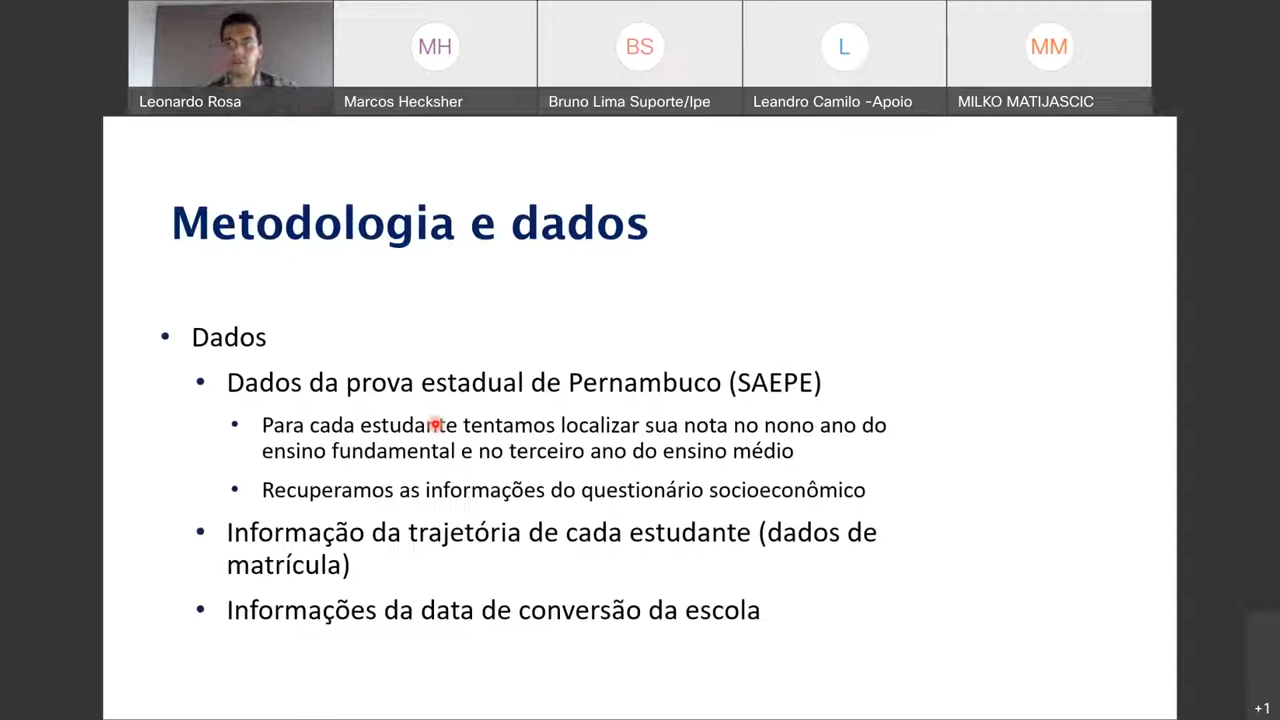 MH
BS
L
MM
Leonardo Rosa
Marcos Hecksher
Bruno Lima Suporte/Ipe
Leandro Camilo -Apoio
MILKO MATIJASCIC
Metodologia e dados
• Dados
• Dados da prova estadual de Pernambuco (SAEPE)
• Para cada estudante tentamos localizar sua nota no nono ano do
ensino fundamental e no terceiro ano do ensino médio
• Recuperamos as informações do questionário socioeconômico
• Informação da trajetória de cada estudante (dados de
matrícula)
• Informações da data de conversão da escola
+1